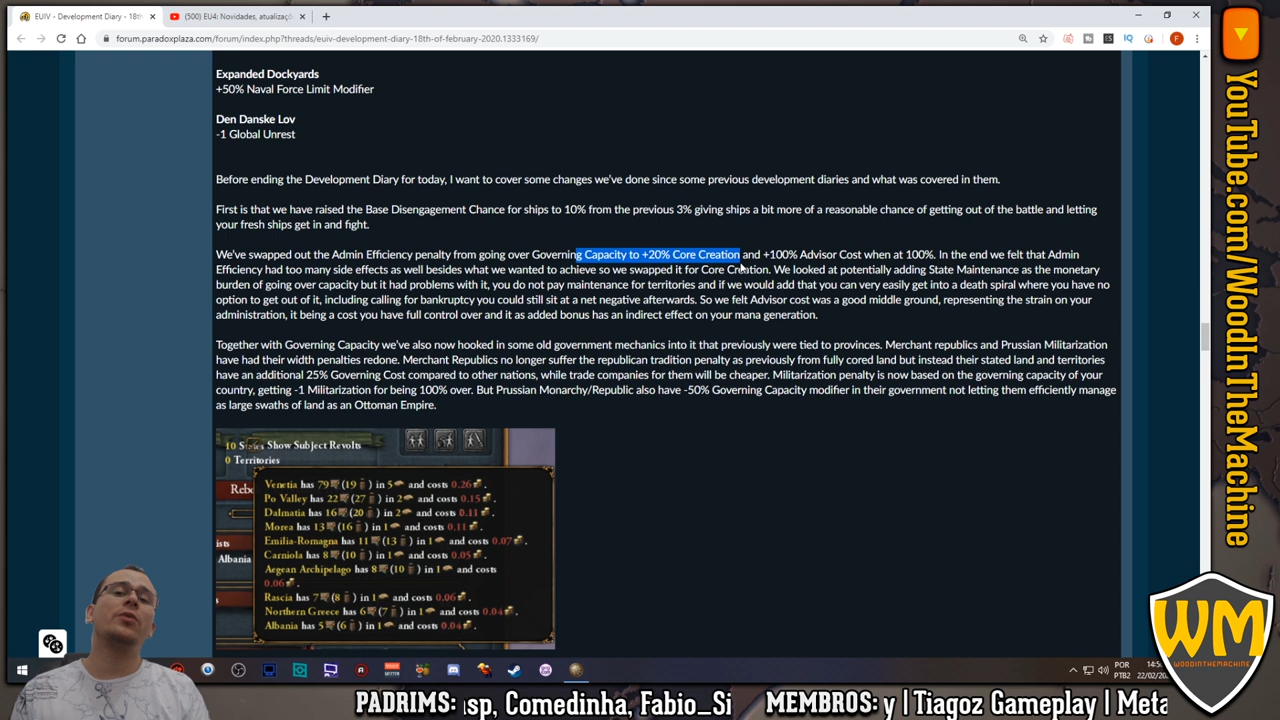 EUIV - Development Diary - 18th
(500) EU4: Novidades, atualizaçõ
forum.paradoxplaza.com/forum/index.php?threads/euiv-development-diary-18th-of-february-2020.1333169/
Expanded Dockyards
+50% Naval Force Limit Modifier
Den Danske Lov
-1 Global Unrest
Before ending the Development Diary for today, I want to cover some changes we've done since some previous development diaries and what was covered in them.
First is that we have raised the Base Disengagement Chance for ships to 10% from the previous 3% giving ships a bit more of a reasonable chance of getting out of the battle and letting
your fresh ships get in and fight.
We've swapped out the Admin Efficiency penalty from going over Governing Capacity to +20% Core Creation and +100% Advisor Cost when at 100%. In the end we felt that Admin
Efficiency had too many side effects as well besides what we wanted to achieve so we swapped it for Core Creation. We looked at potentially adding State Maintenance as the monetary
burden of going over capacity but it had problems with it, you do not pay maintenance for territories and if we would add that you can very easily get into a death spiral where you have no
option to get out of it, including calling for bankruptcy you could still sit at a net negative afterwards. So we felt Advisor cost was a good middle ground, representing the strain on your
administration, it being a cost you have full control over and it as added bonus has an indirect effect on your mana generation.
Together with Governing Capacity we've also now hooked in some old government mechanics into it that previously were tied to provinces. Merchant republics and Prussian Militarization
have had their width penalties redone. Merchant Republics no longer suffer the republican tradition penalty as previously from fully cored land but instead their stated land and territories
have an additional 25% Governing Cost compared to other nations, while trade companies for them will be cheaper. Militarization penalty is now based on the governing capacity of your
country, getting -1 Militarization for being 100% over. But Prussian Monarchy/Republic also have -50% Governing Capacity modifier in their government not letting them efficiently manage
as large swaths of land as an Ottoman Empire.
10 States Show Subject Revolts
0 Territories
Rebe
ists
Albania
Venetia has 79 (19 ) in 5 and costs 0.26 .
Po Valley has 22 (27 ) in 2 and costs 0.15 .
Dalmatia has 16 (20 ) in 2 and costs 0.11 .
Morea has 13 (16 ) in 1 and costs 0.11 .
Emilia-Romagna has 11 (13 ) in 1 and costs 0.07 .
Carniola has 8 (10 ) in 1 and costs 0.05 .
Aegean Archipelago has 8 (10 ) in 1 and costs
0.06 .
Rascia has 7 (8 ) in 1 and costs 0.06 .
Northern Greece has 6 (7 ) in 1 and costs 0.04 .
Albania has 5 (6 ) in 1 and costs 0.04 .
YouTube.com/WoodInTheMachine
WM
WOODINTHEMACHINE
POR
PTB2
14:5
22/02/20
PADRIMS: asp, Comedinha, Fabio_Si
MEMBROS: y | Tiagoz Gameplay | Meta